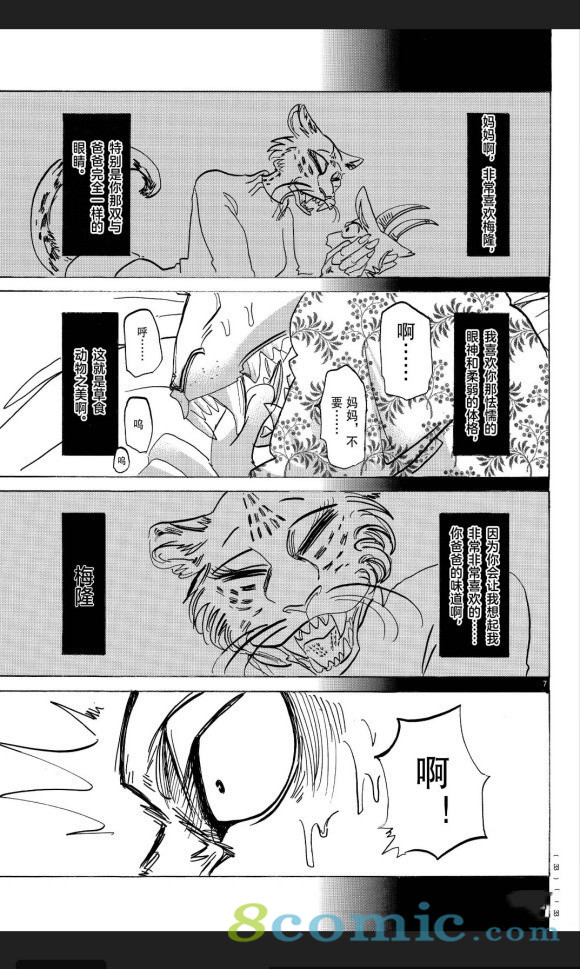 妈妈啊，非常喜欢梅隆，
特别是你那双与
爸爸完全一样的
眼睛。
我喜欢你那怯懦的
眼神和柔弱的体格，
啊……
妈妈，不
要……
呼……
呜
呜
这就是草食
动物之美啊。
因为你会让我想起我
非常非常喜欢的……
你爸爸的味道啊，
梅隆
7
啊！
8comic.com